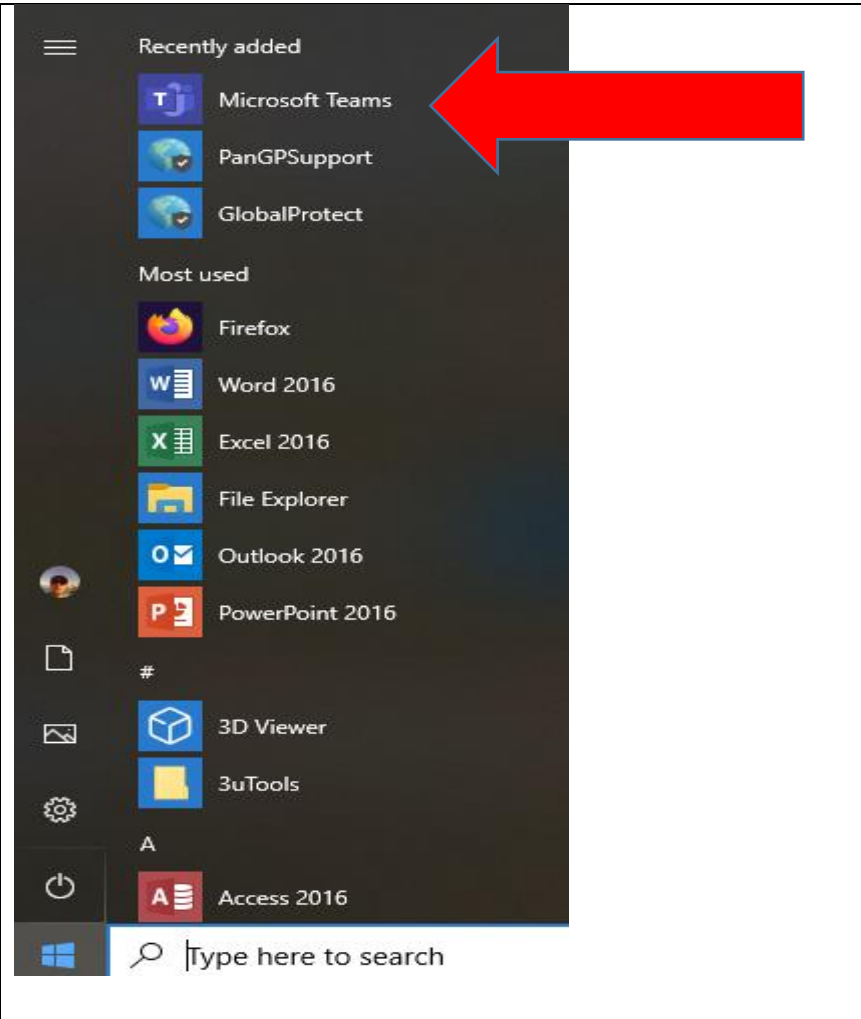 Recently added
Microsoft Teams
PanGPSupport
GlobalProtect
Most used
Firefox
Word 2016
Excel 2016
File Explorer
Outlook 2016
PowerPoint 2016
#
3D Viewer
3uTools
A
Access 2016
Type here to search